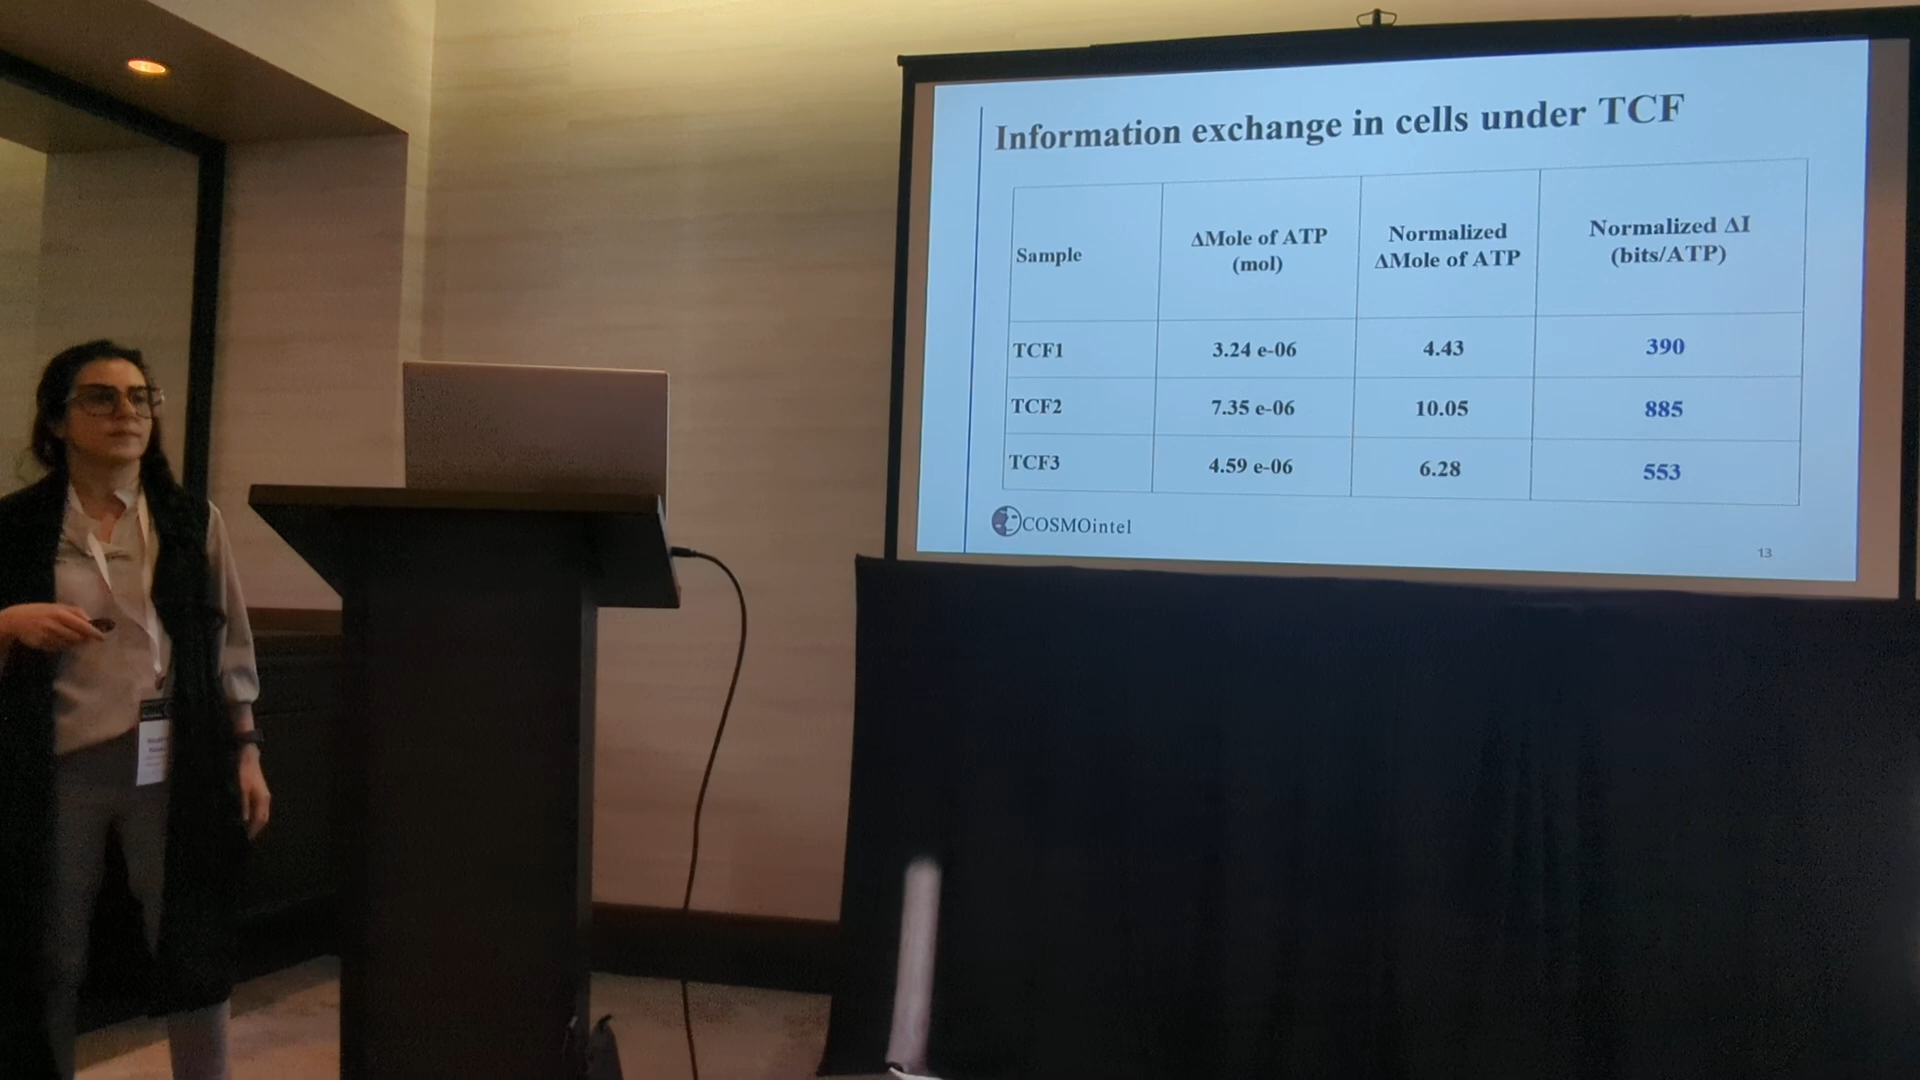 Information exchange in cells under TCF
Sample
ΔMole of ATP
(mol)
Normalized
ΔMole of ATP
Normalized ΔI
(bits/ATP)
TCF1 3.24 e-06 4.43 390
TCF2 7.35 e-06 10.05 885
TCF3 4.59 e-06 6.28 553
COSMOintel
13